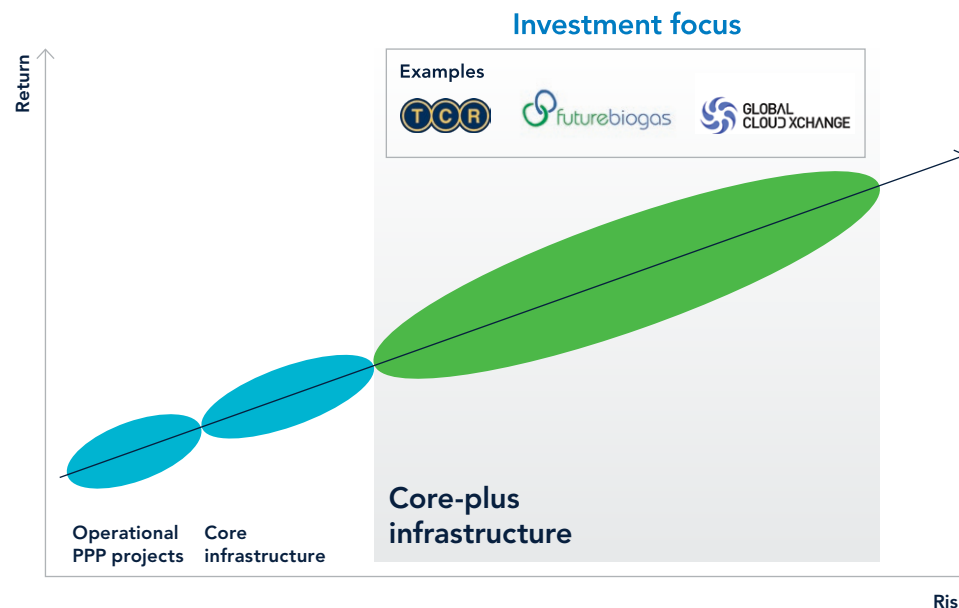 Investment focus
Return
Examples
TCR
futurebiogas
GLOBAL
CLOUD XCHANGE
Core-plus
infrastructure
Operational
PPP projects
Core
infrastructure
Ris